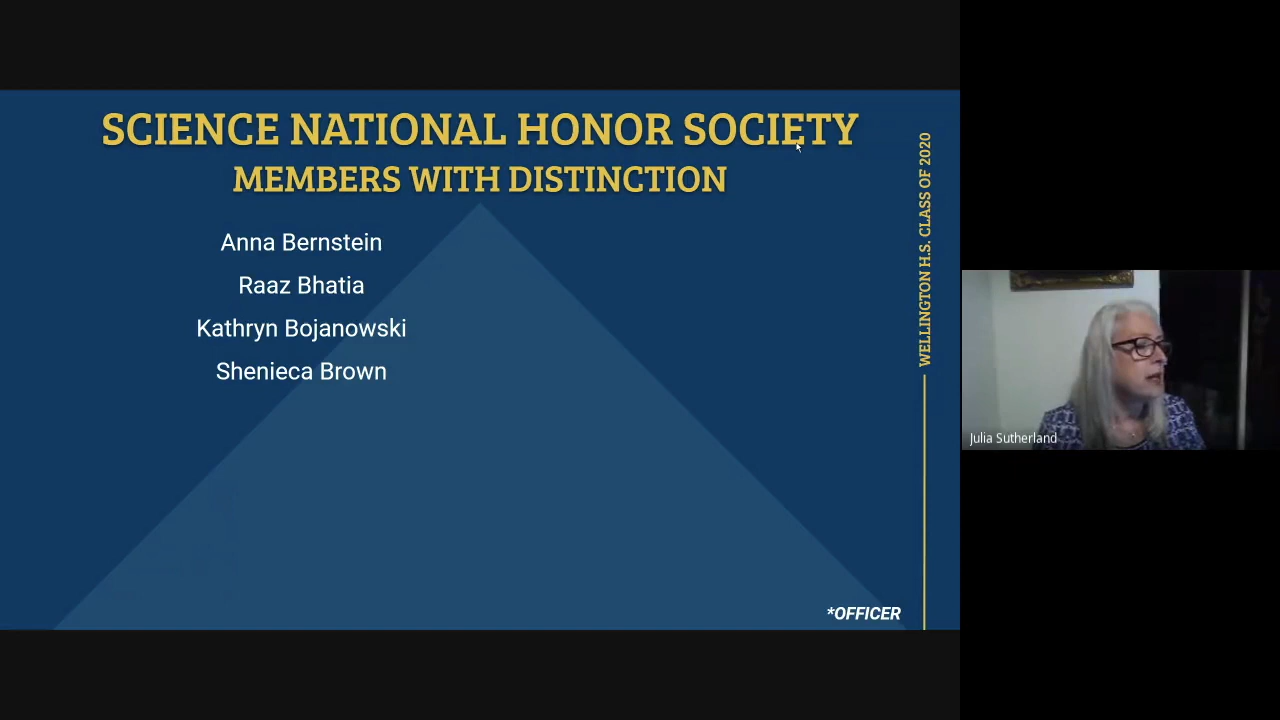 SCIENCE NATIONAL HONOR SOCIETY
MEMBERS WITH DISTINCTION
Anna Bernstein
Raaz Bhatia
Kathryn Bojanowski
Shenieca Brown
*OFFICER
WELLINGTON H.S. CLASS OF 2020
Julia Sutherland